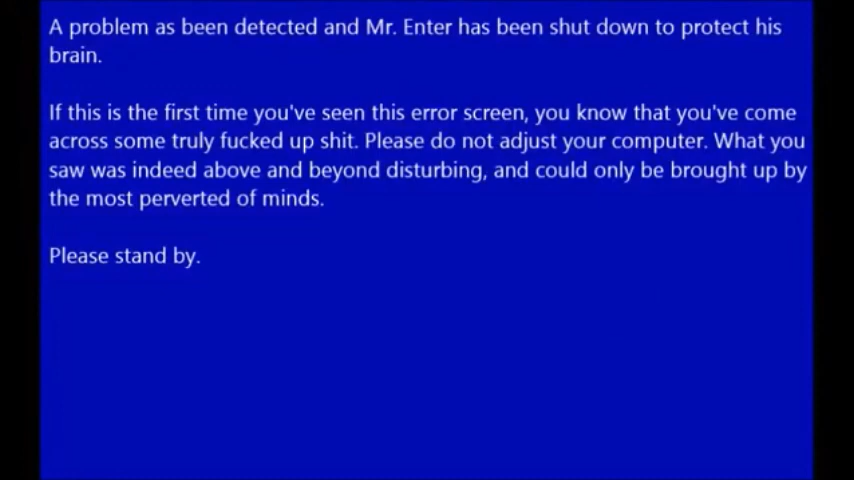 A problem as been detected and Mr. Enter has been shut down to protect his
brain.
If this is the first time you've seen this error screen, you know that you've come
across some truly fucked up shit. Please do not adjust your computer. What you
saw was indeed above and beyond disturbing, and could only be brought up by
the most perverted of minds.
Please stand by.